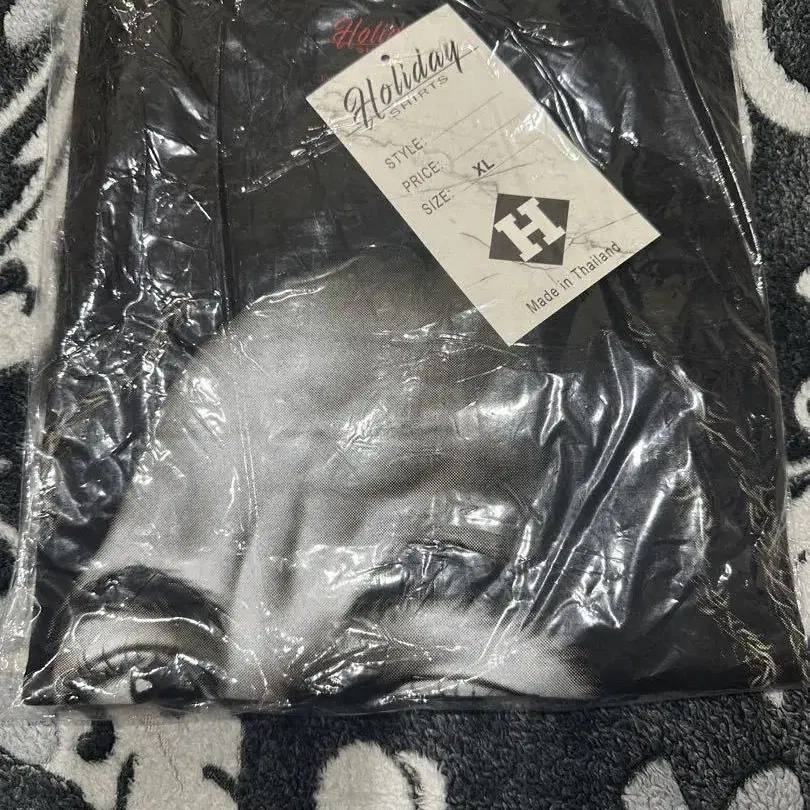 Holiday
SHIRTS
STYLE:
PRICE:
SIZE: XL
H
Made in Thailand